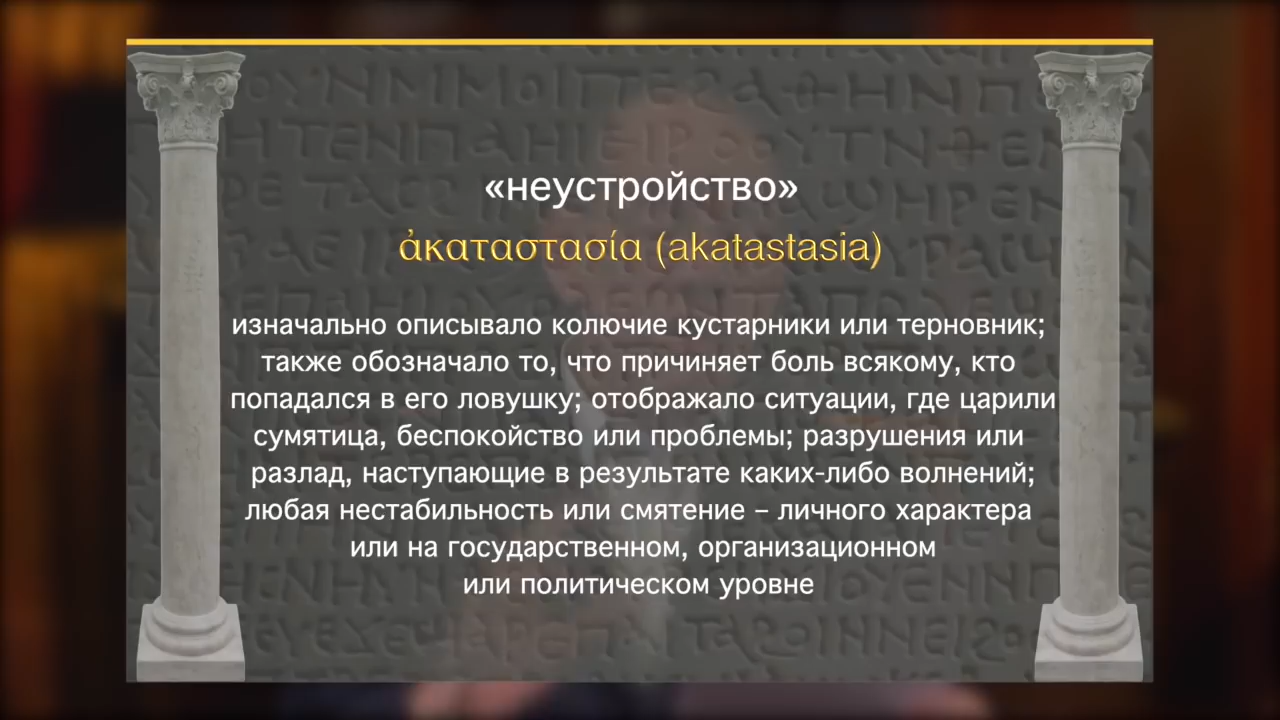 «неустройство»
ἀκαταστασία (akatastasia)
изначально описывало колючие кустарники или терновник;
также обозначало то, что причиняет боль всякому, кто
попадался в его ловушку; отображало ситуации, где царили
сумятица, беспокойство или проблемы; разрушения или
разлад, наступающие в результате каких-либо волнений;
любая нестабильность или смятение – личного характера
или на государственном, организационном
или политическом уровне